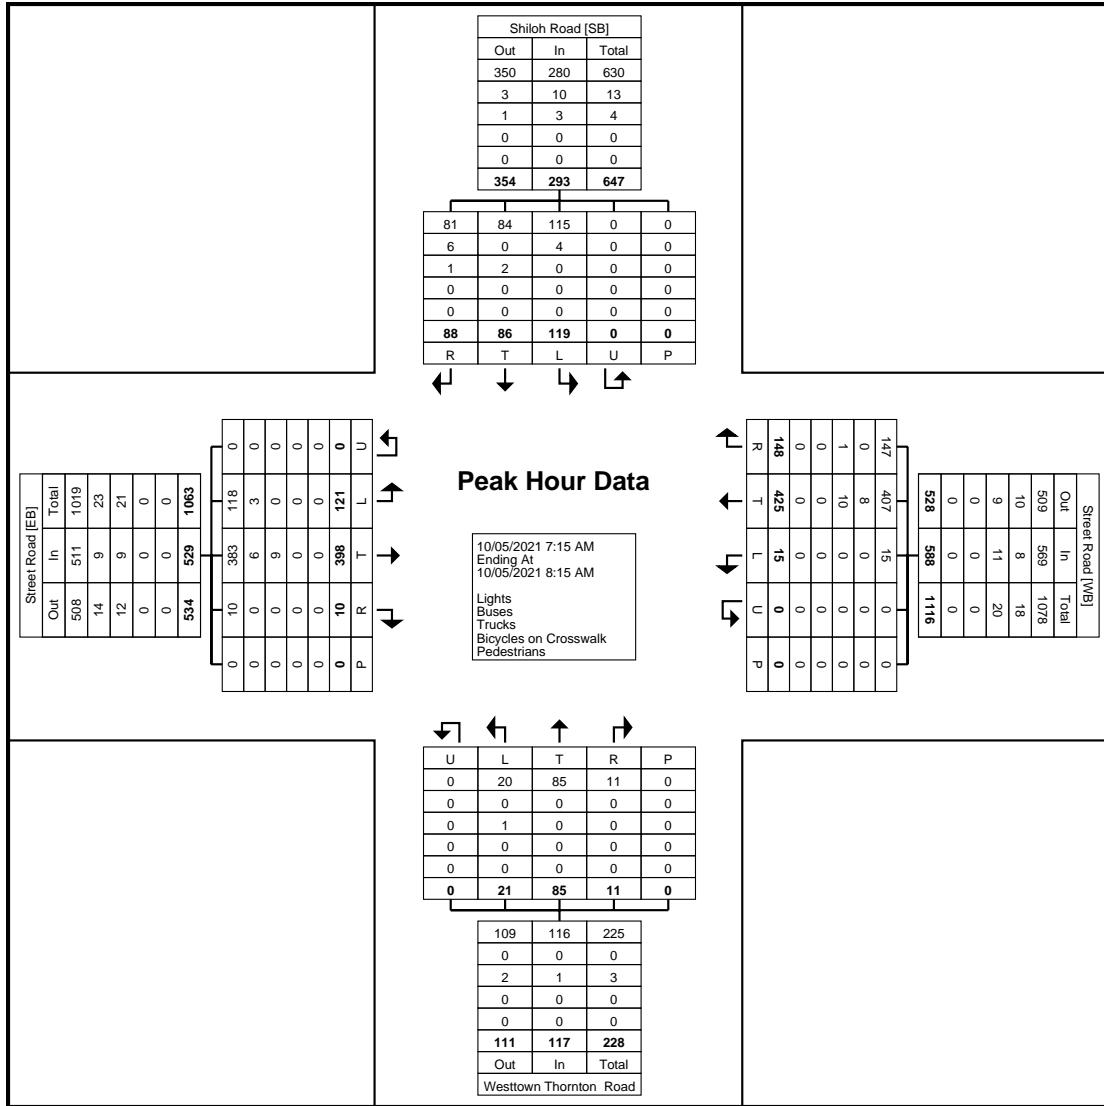 Shiloh Road [SB]
Out In Total
350 280 630
3 10 13
1 3 4
0 0 0
0 0 0
354 293 647
81 84 115 0 0
6 0 4 0 0
1 2 0 0 0
0 0 0 0 0
0 0 0 0 0
88 86 119 0 0
R T L U P
Street Road [EB]
Total In Out
1019 511 508
23 9 14
21 9 12
0 0 0
0 0 0
1063 529 534
0 118 383 10 0
0 3 6 0 0
0 0 9 0 0
0 0 0 0 0
0 0 0 0 0
0 121 398 10 0
U L T R P
Peak Hour Data
10/05/2021 7:15 AM
Ending At
10/05/2021 8:15 AM
Lights
Buses
Trucks
Bicycles on Crosswalk
Pedestrians
Street Road [WB]
Out In Total
509 569 1078
10 8 18
9 11 20
0 0 0
0 0 0
528 588 1116
147 407 15 0 0
0 8 0 0 0
1 10 0 0 0
0 0 0 0 0
0 0 0 0 0
148 425 15 0 0
R T L U P
U L T R P
0 20 85 11 0
0 0 0 0 0
0 1 0 0 0
0 0 0 0 0
0 0 0 0 0
0 21 85 11 0
109 116 225
0 0 0
2 1 3
0 0 0
0 0 0
111 117 228
Out In Total
Westtown Thornton Road